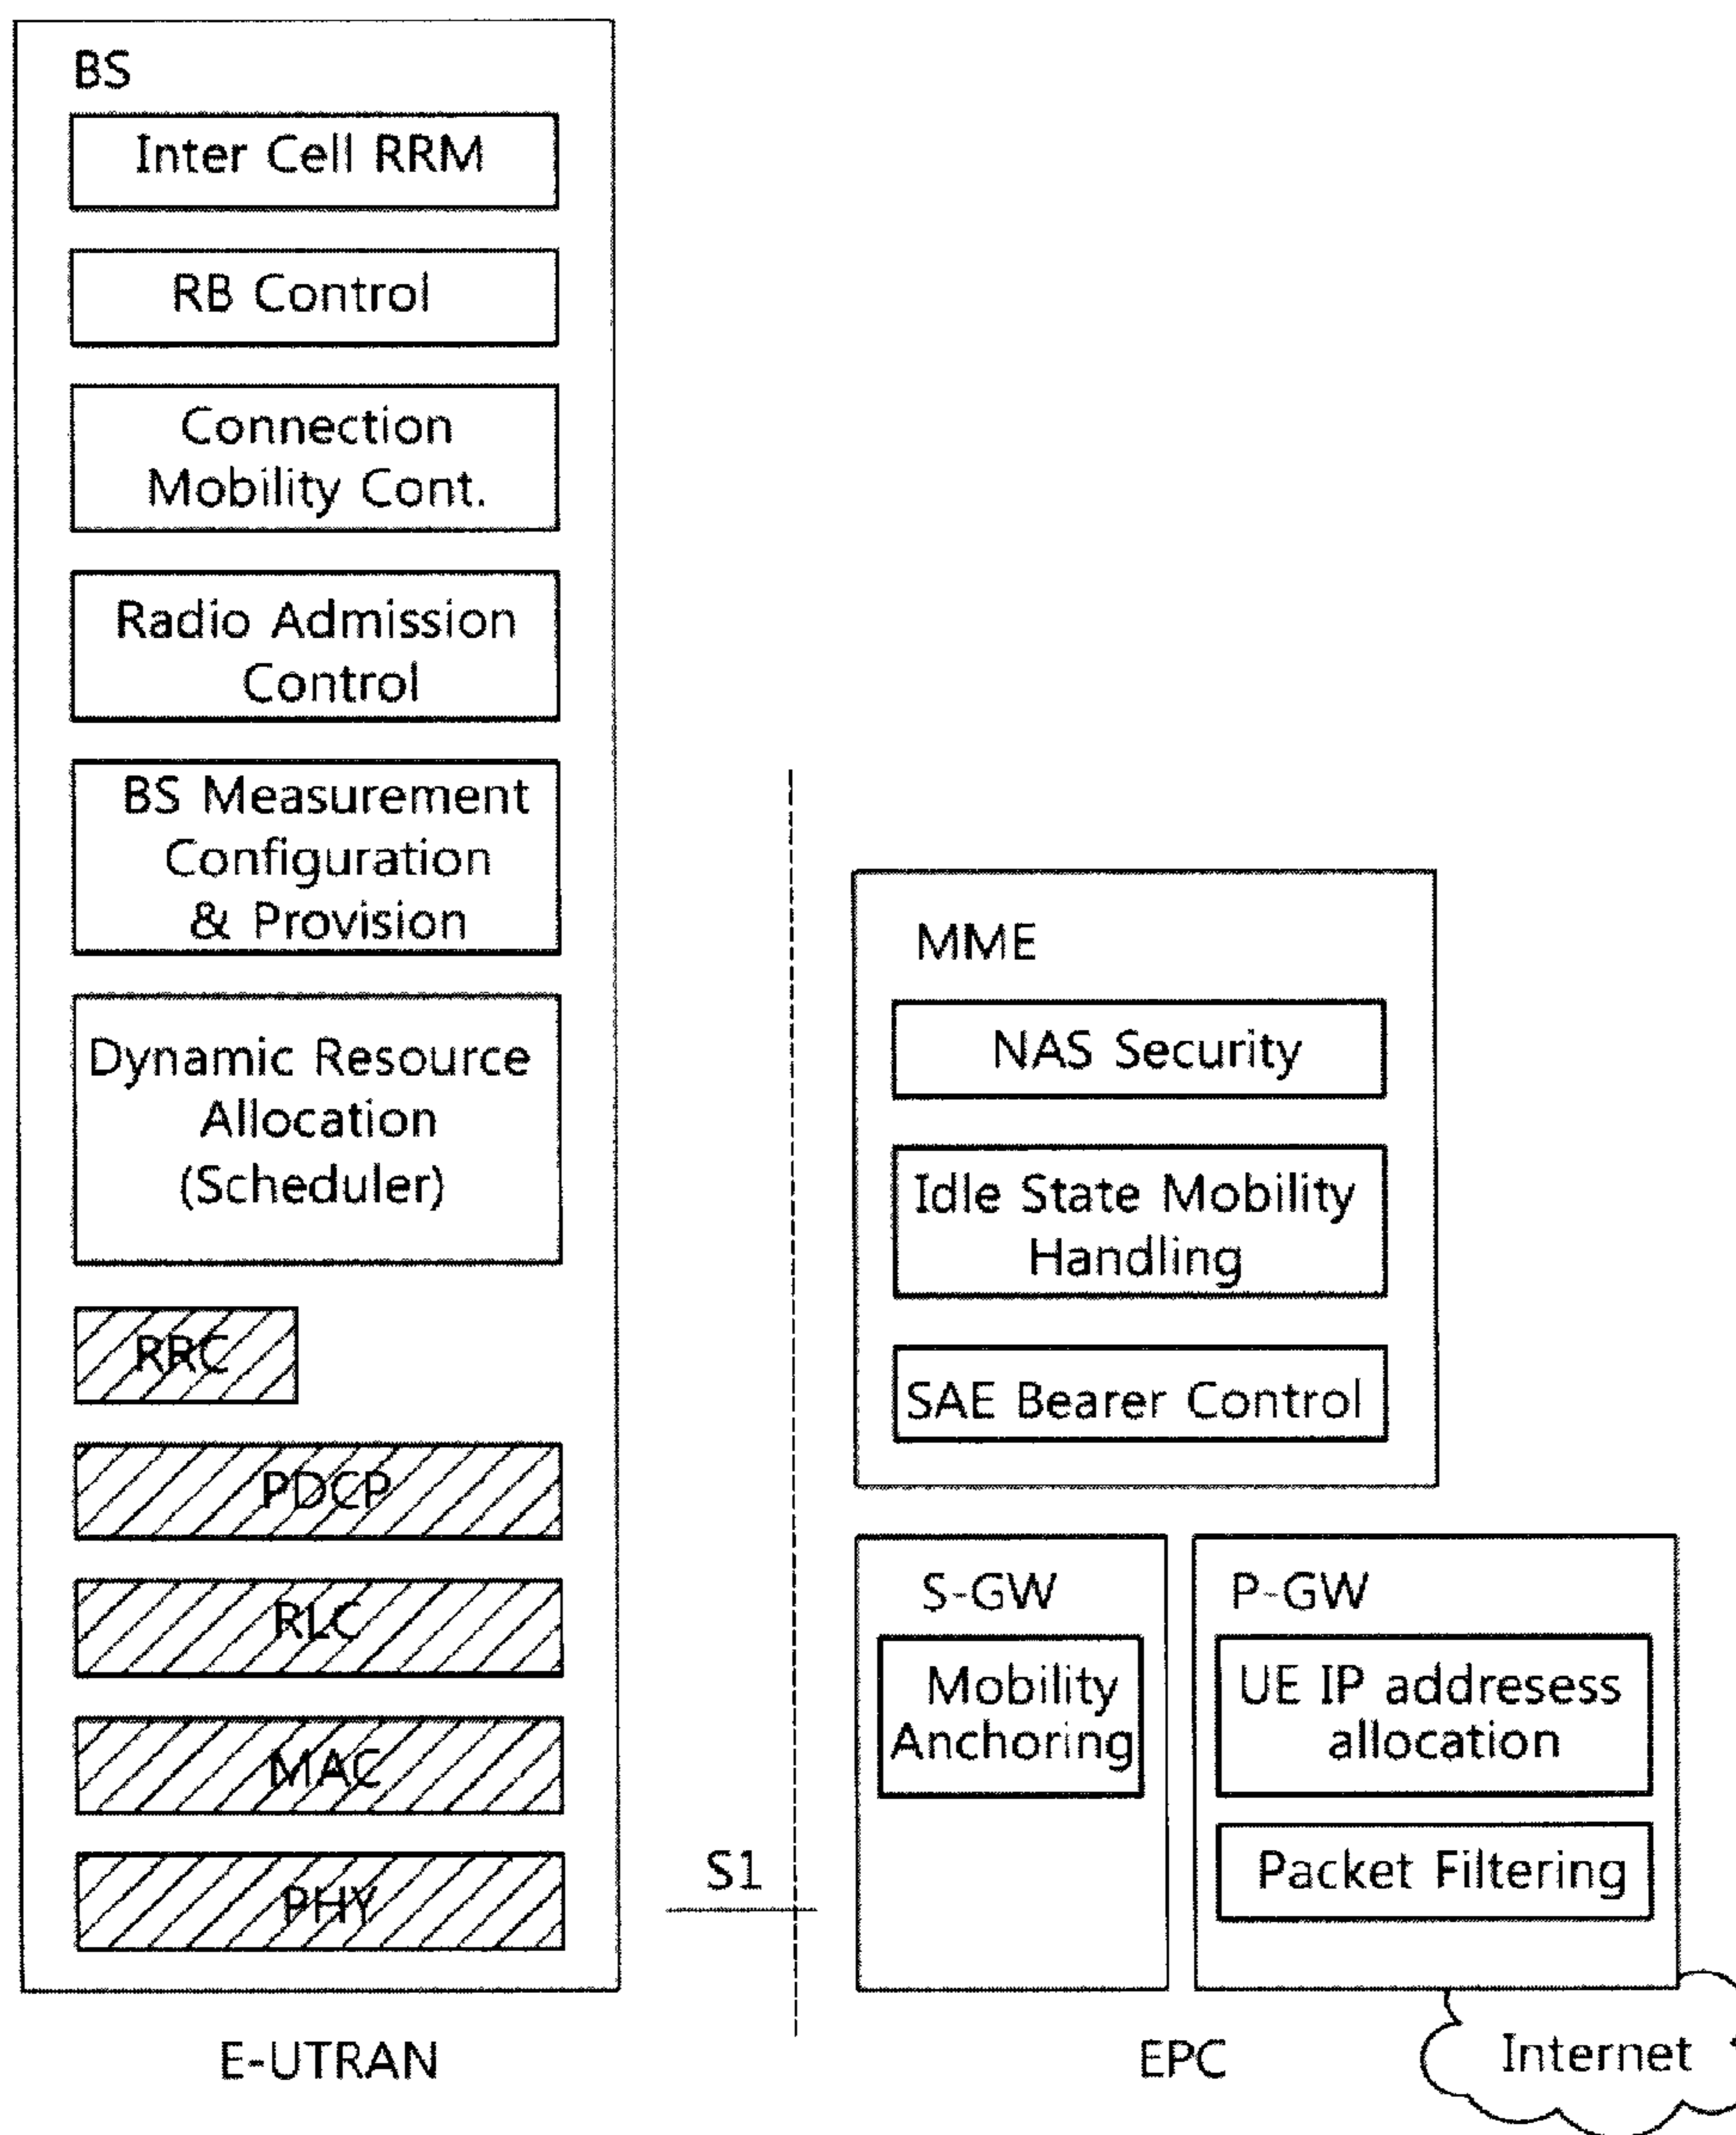 BS
Inter Cell RRM
RB Control
Connection
Mobility Cont.
Radio Admission
Control
BS Measurement
Configuration
& Provision
Dynamic Resource
Allocation
(Scheduler)
RRC
PDCP
RLC
MAC
PHY
E-UTRAN
S1
MME
NAS Security
Idle State Mobility
Handling
SAE Bearer Control
S-GW
Mobility
Anchoring
P-GW
UE IP addresess
allocation
Packet Filtering
EPC
Internet